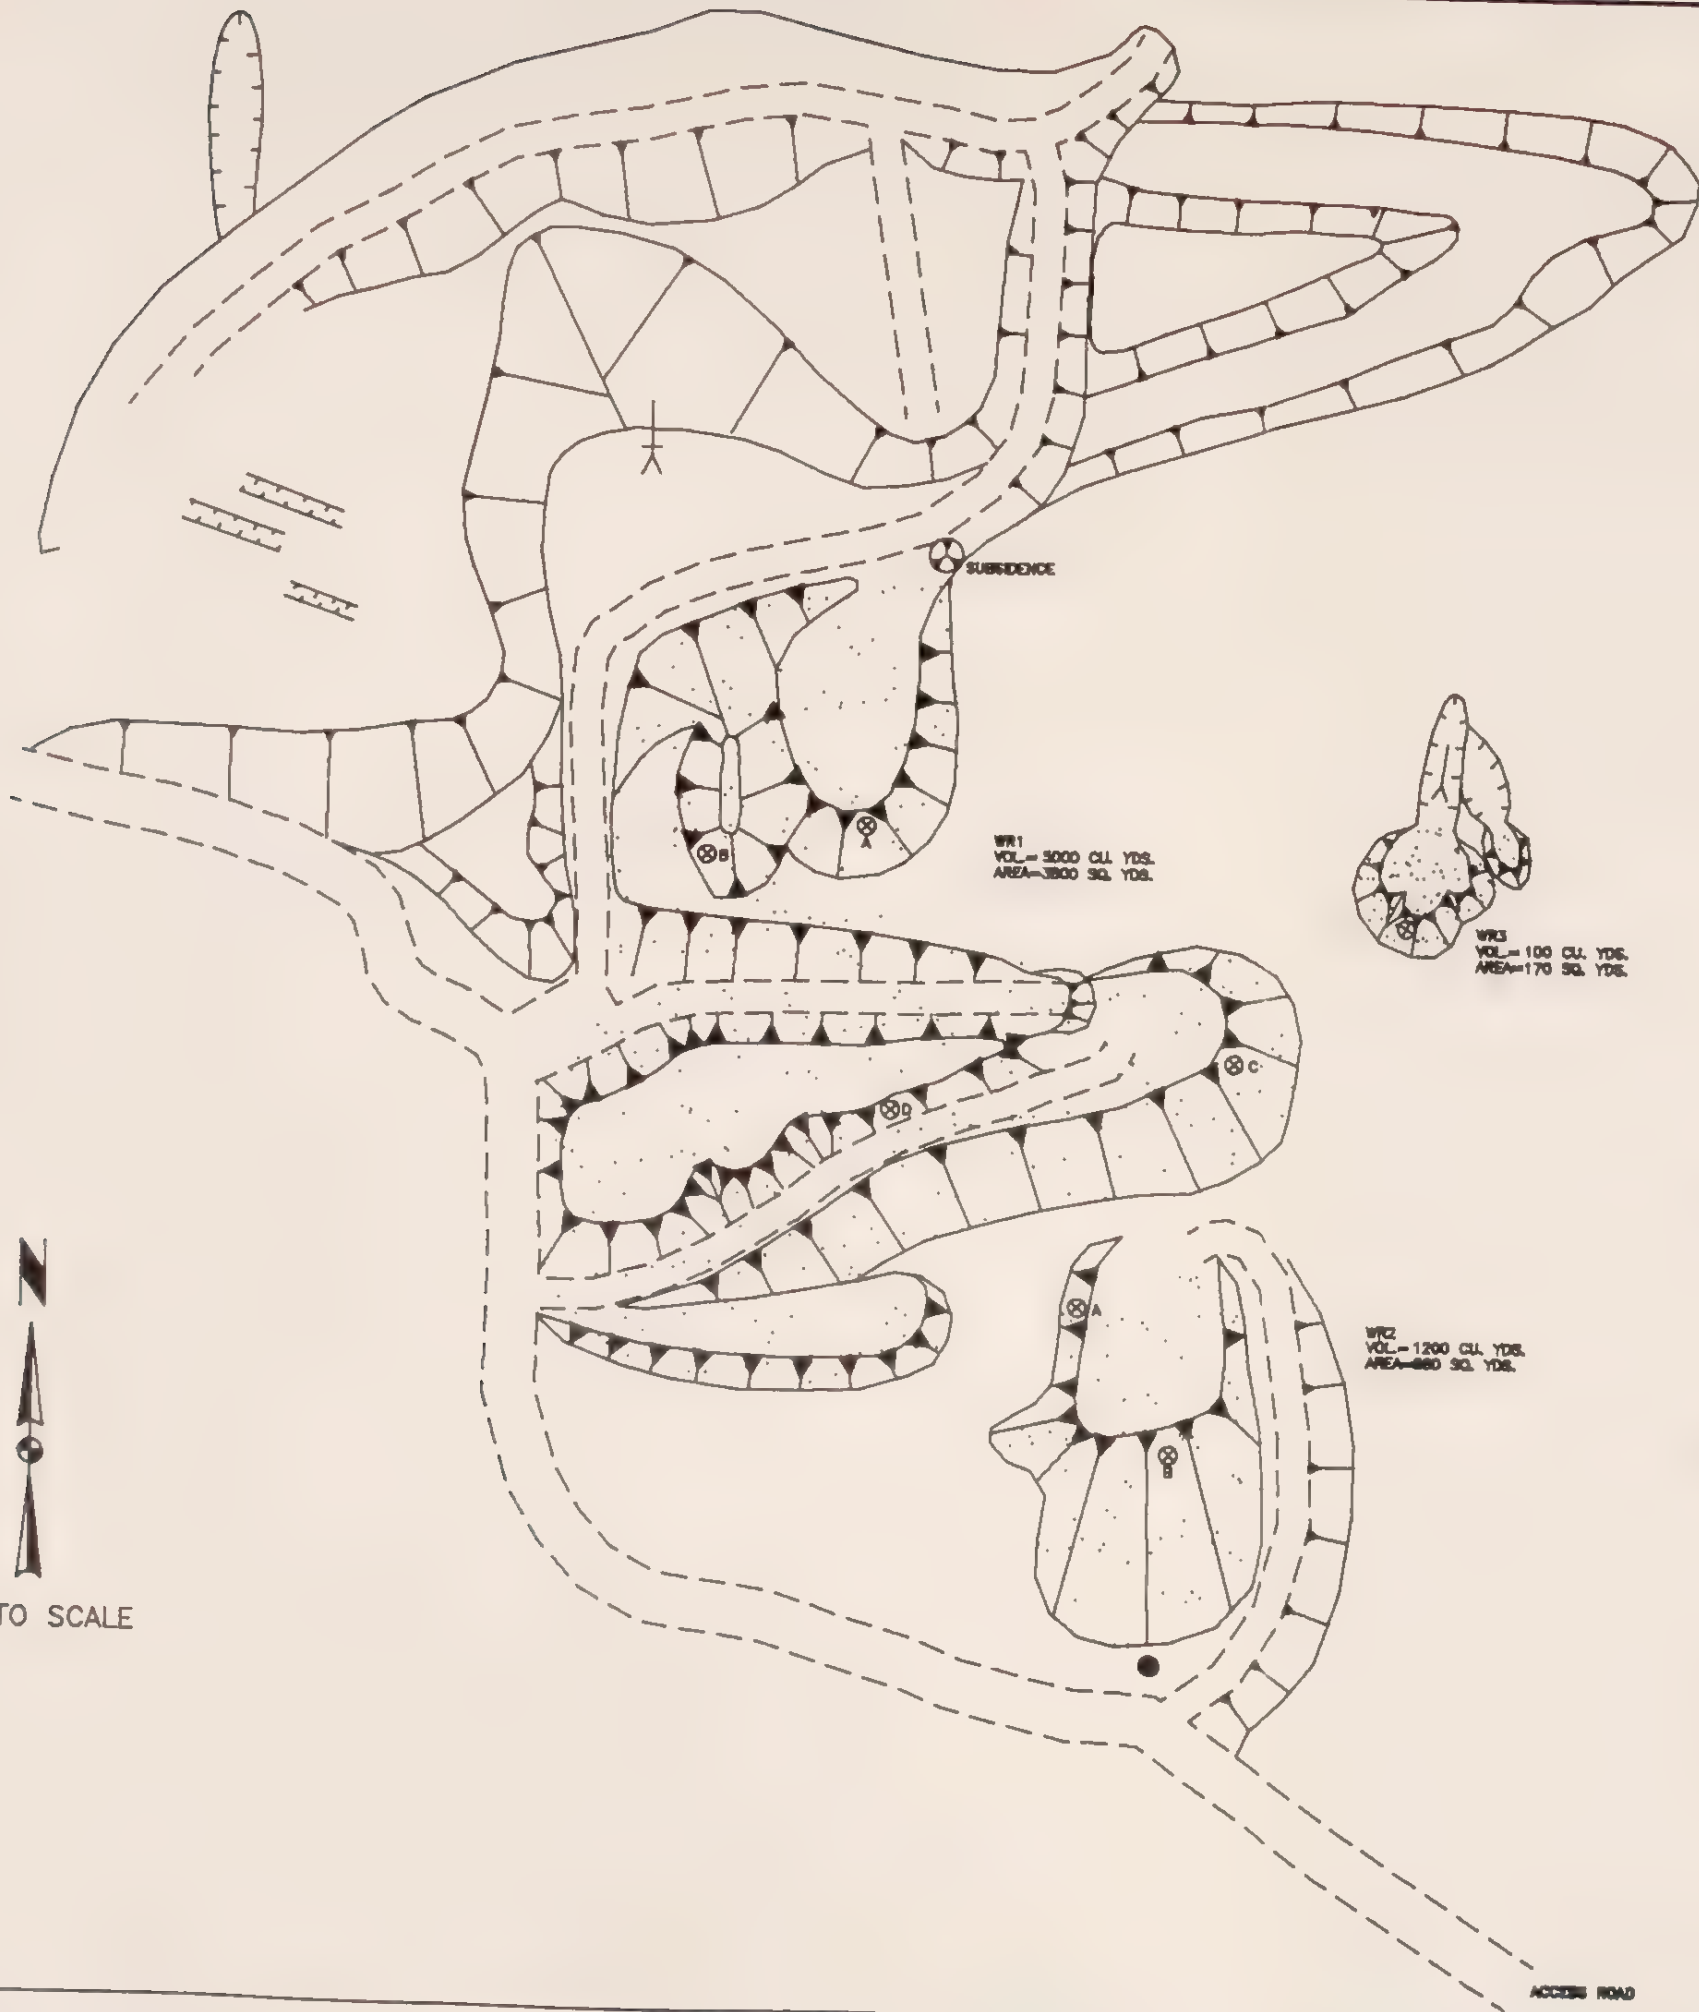 SUBSIDENCE
A
B
WR1
VOL.= 5000 CU. YDS.
AREA=3800 SQ. YDS.
WR3
VOL.= 100 CU. YDS.
AREA=170 SQ. YDS.
C
D
N
A
WR2
VOL.= 1200 CU. YDS.
SQ. YDS.
B
TO SCALE
ACCESS ROAD